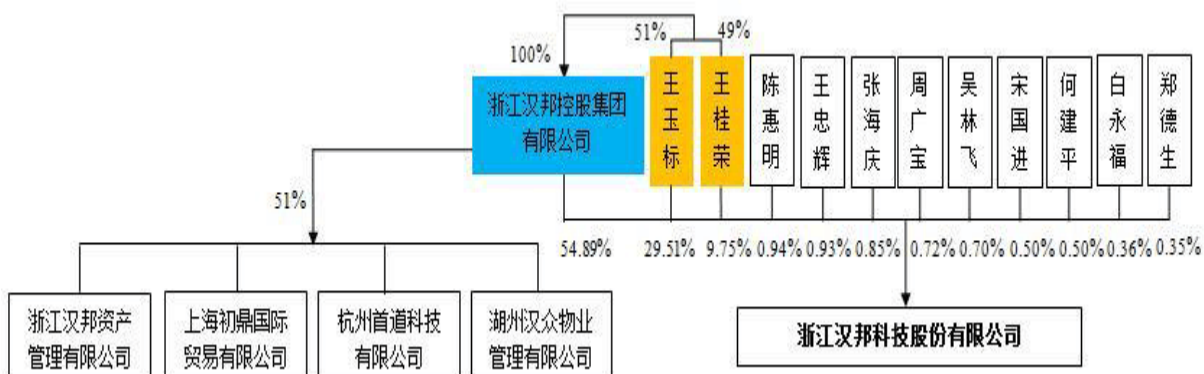 51%
49%
100%
浙江汉邦控股集团
有限公司
王玉标
王桂荣
陈惠明
王忠辉
张海庆
周广宝
吴林飞
宋国进
何建平
白永福
郑德生
51%
54.89%
29.51%
9.75%
0.94%
0.93%
0.85%
0.72%
0.70%
0.50%
0.50%
0.36%
0.35%
浙江汉邦资产
管理有限公司
上海初鼎国际
贸易有限公司
杭州首道科技
有限公司
湖州汉众物业
管理有限公司
浙江汉邦科技股份有限公司